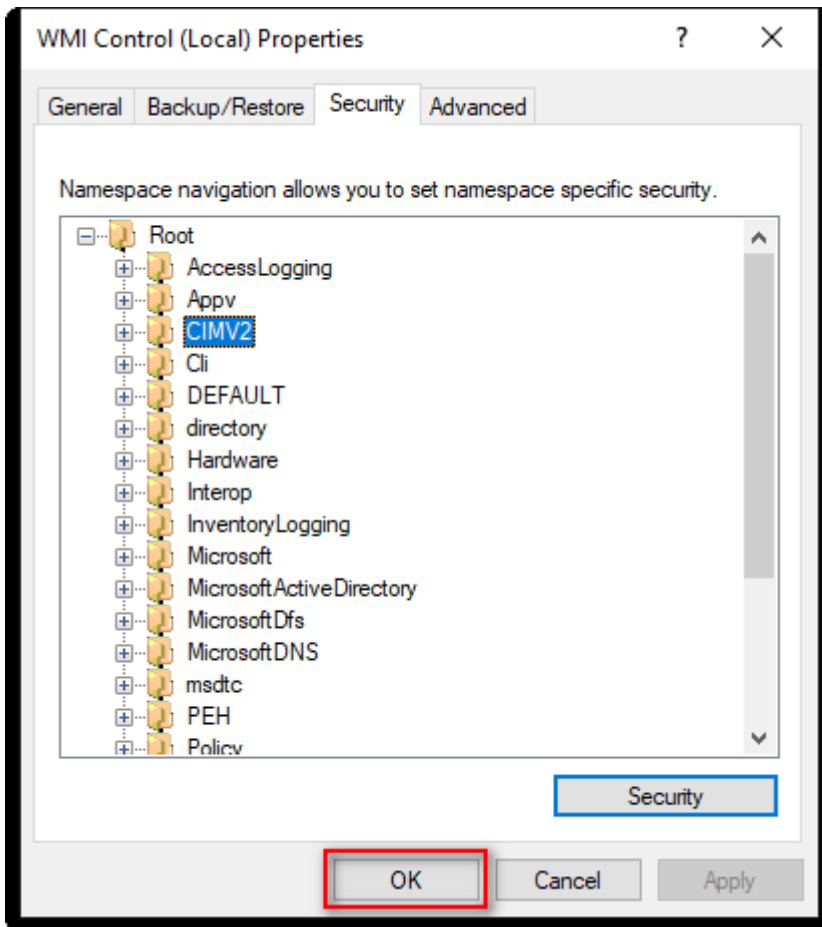 WMI Control (Local) Properties ? ×
General Backup/Restore Security Advanced
Namespace navigation allows you to set namespace specific security.
Root
AccessLogging
Appv
CIMV2
Cli
DEFAULT
directory
Hardware
Interop
InventoryLogging
Microsoft
MicrosoftActiveDirectory
MicrosoftDfs
MicrosoftDNS
msdtc
PEH
Policy
Security
OK Cancel Apply